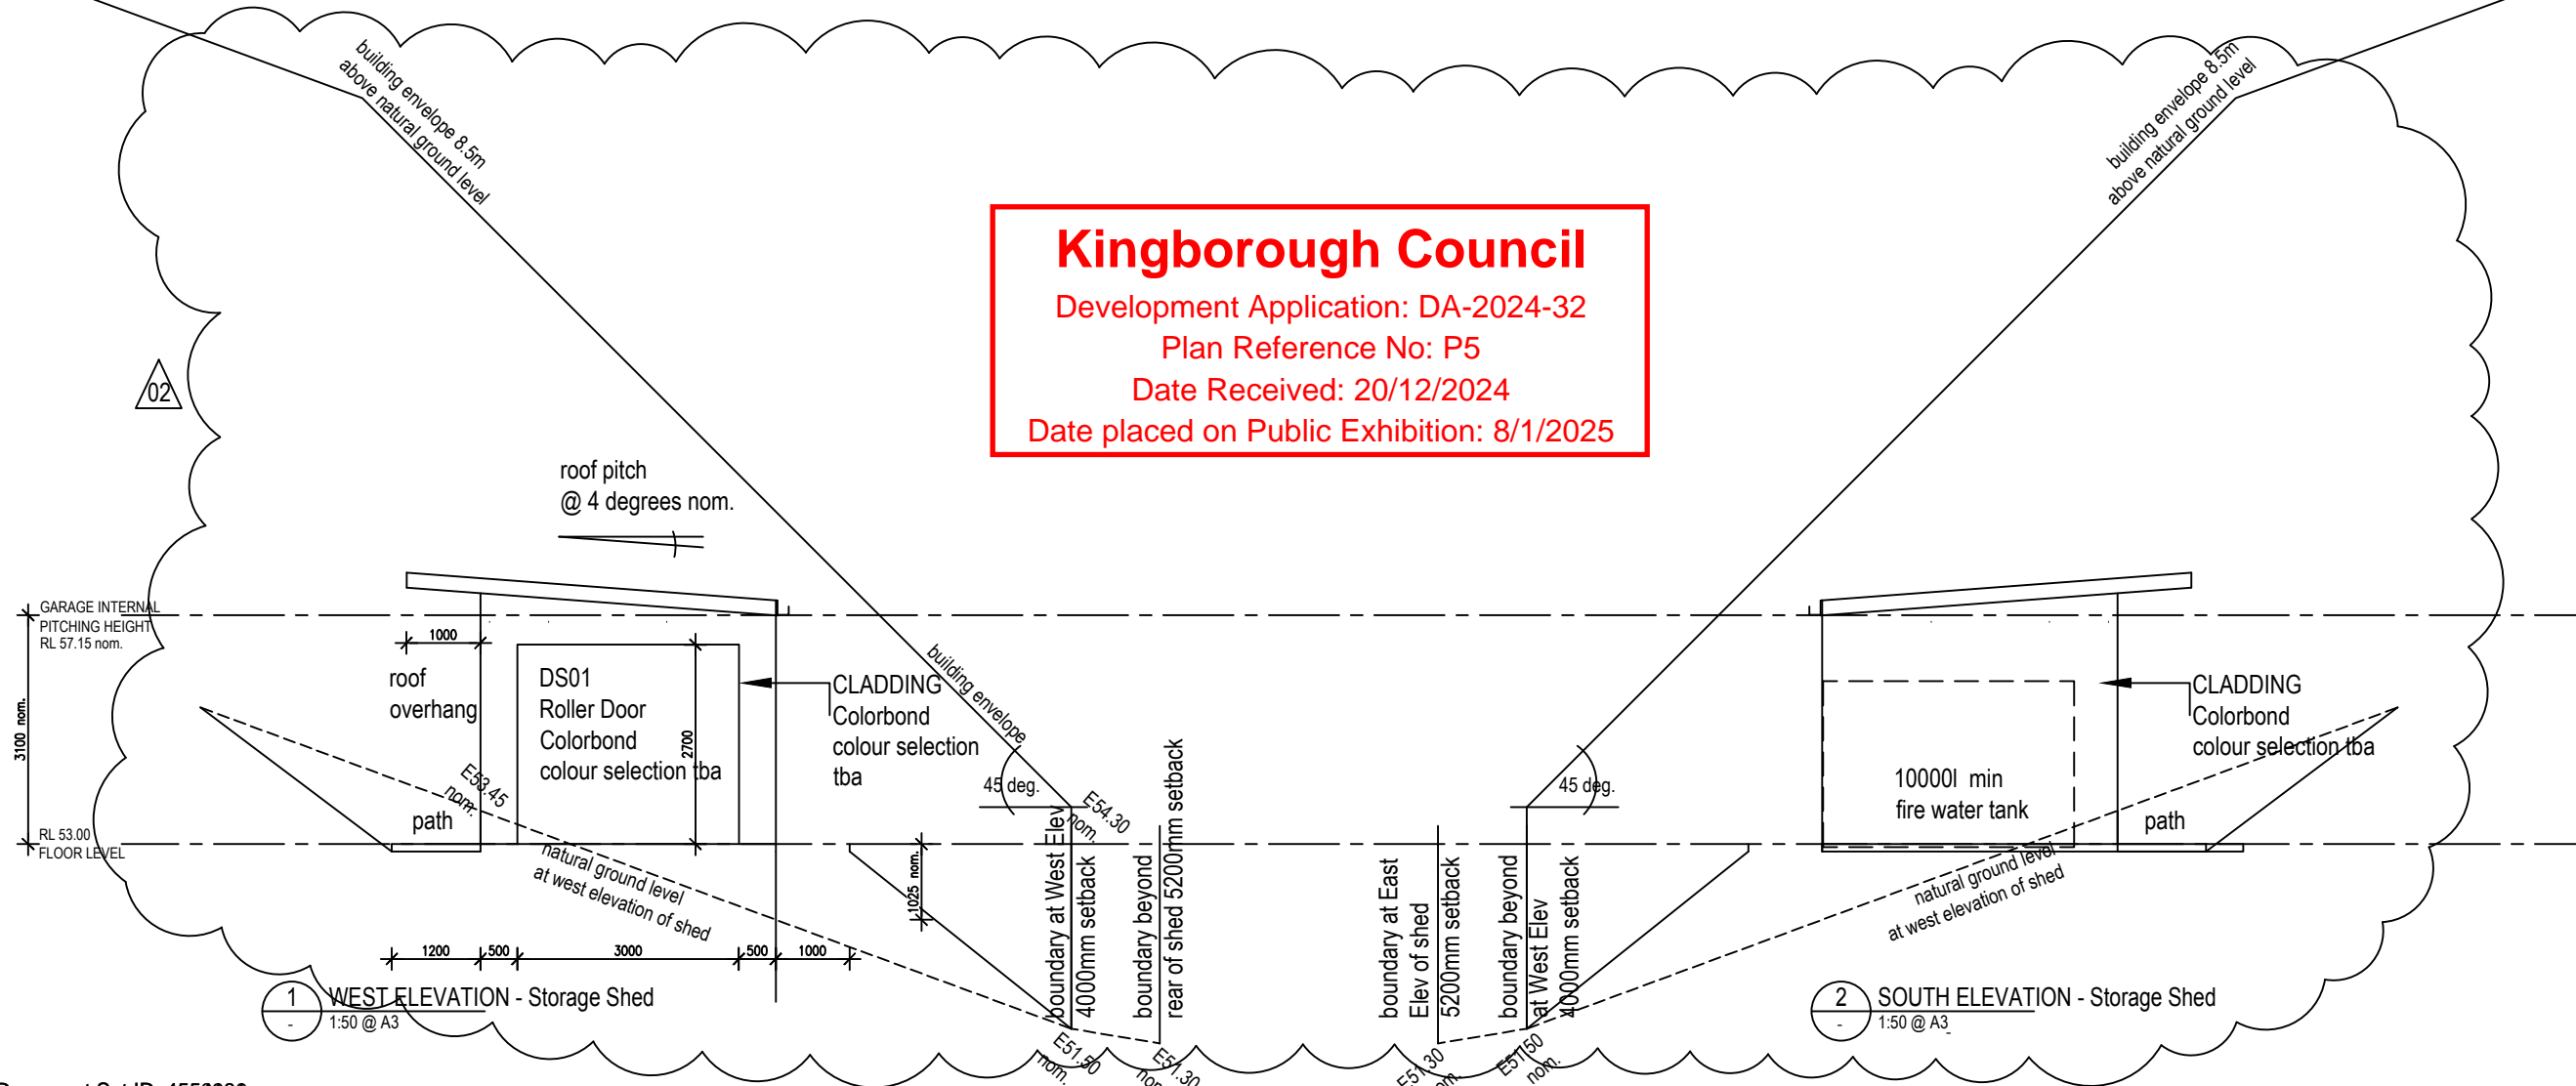 building envelope 8.5m
above natural ground level
building envelope 8.5m
above natural ground level
Kingborough Council
Development Application: DA-2024-32
Plan Reference No: P5
Date Received: 20/12/2024
Date placed on Public Exhibition: 8/1/2025
02
roof pitch
@ 4 degrees nom.
GARAGE INTERNAL
PITCHING HEIGHT
RL 57.15 nom.
3100 nom.
RL 53.00
FLOOR LEVEL
1000
roof
overhang
DS01
Roller Door
Colorbond
colour selection tba
2700
CLADDING
Colorbond
colour selection
tba
building envelope
45 deg.
E54.30
nom.
E53.45
nom.
path
natural ground level
at west elevation of shed
1025 nom.
1200
500
3000
500
1000
boundary at West Elev
4000mm setback
boundary beyond
rear of shed 5200mm setback
E51.50
nom.
E51.30
1
-
WEST ELEVATION - Storage Shed
1:50 @ A3
45 deg.
boundary at East
Elev of shed
5200mm setback
boundary beyond
at West Elev
4000mm setback
E51.30
nom.
E51.50
nom.
10000l min
fire water tank
CLADDING
Colorbond
colour selection tba
path
natural ground level
at west elevation of shed
2
-
SOUTH ELEVATION - Storage Shed
1:50 @ A3